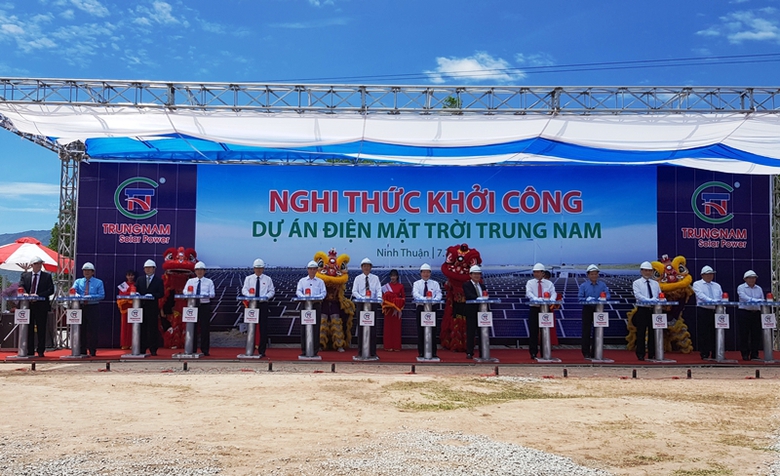 TRUNGNAM
Solar Power
NGHI THỨC KHỞI CÔNG
DỰ ÁN ĐIỆN MẶT TRỜI TRUNG NAM
Ninh Thuận | 7.
TRUNGNAM
Solar Power